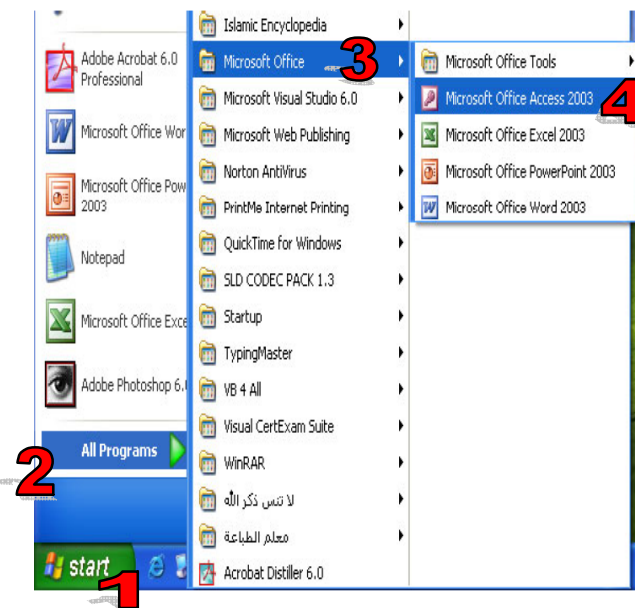 Adobe Acrobat 6.0
Professional
Microsoft Office Wor
Microsoft Office Pow
2003
Notepad
Microsoft Office Exce
Adobe Photoshop 6.
All Programs
2
start
1
Islamic Encyclopedia
Microsoft Office
3
Microsoft Visual Studio 6.0
Microsoft Web Publishing
Norton AntiVirus
PrintMe Internet Printing
QuickTime for Windows
SLD CODEC PACK 1.3
Startup
TypingMaster
VB 4 All
Visual CertExam Suite
WinRAR
لا تنس ذكر الله
معلم الطباعة
Acrobat Distiller 6.0
Microsoft Office Tools
Microsoft Office Access 2003
4
Microsoft Office Excel 2003
Microsoft Office PowerPoint 2003
Microsoft Office Word 2003